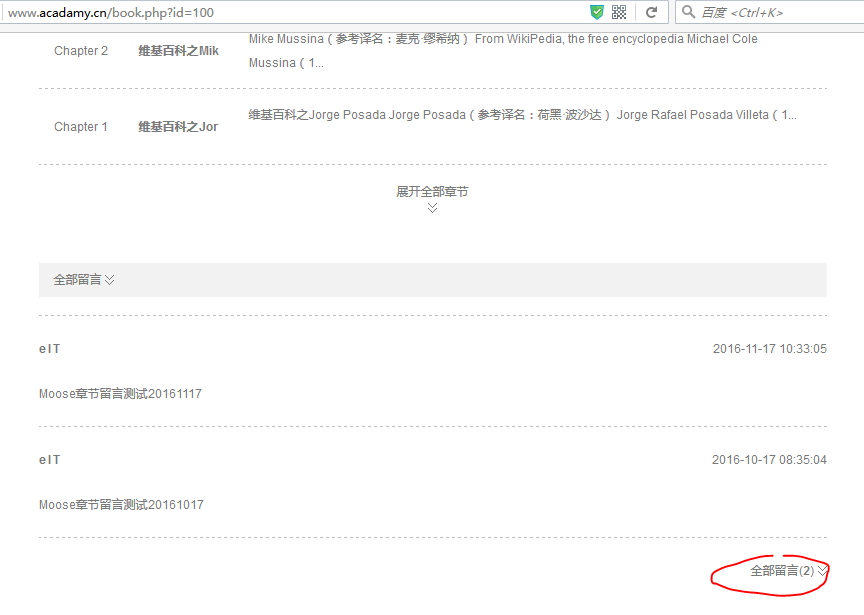 www.acadamy.cn/book.php?id=100
百度 <Ctrl+K>
Chapter 2 维基百科之Mik Mike Mussina（参考译名：麦克·缪希纳） From WikiPedia, the free encyclopedia Michael Cole
Mussina（1...
Chapter 1 维基百科之Jor 维基百科之Jorge Posada Jorge Posada（参考译名：荷黑·波沙达） Jorge Rafael Posada Villeta（1...
展开全部章节
全部留言
eIT 2016-11-17 10:33:05
Moose章节留言测试20161117
eIT 2016-10-17 08:35:04
Moose章节留言测试20161017
全部留言(2)